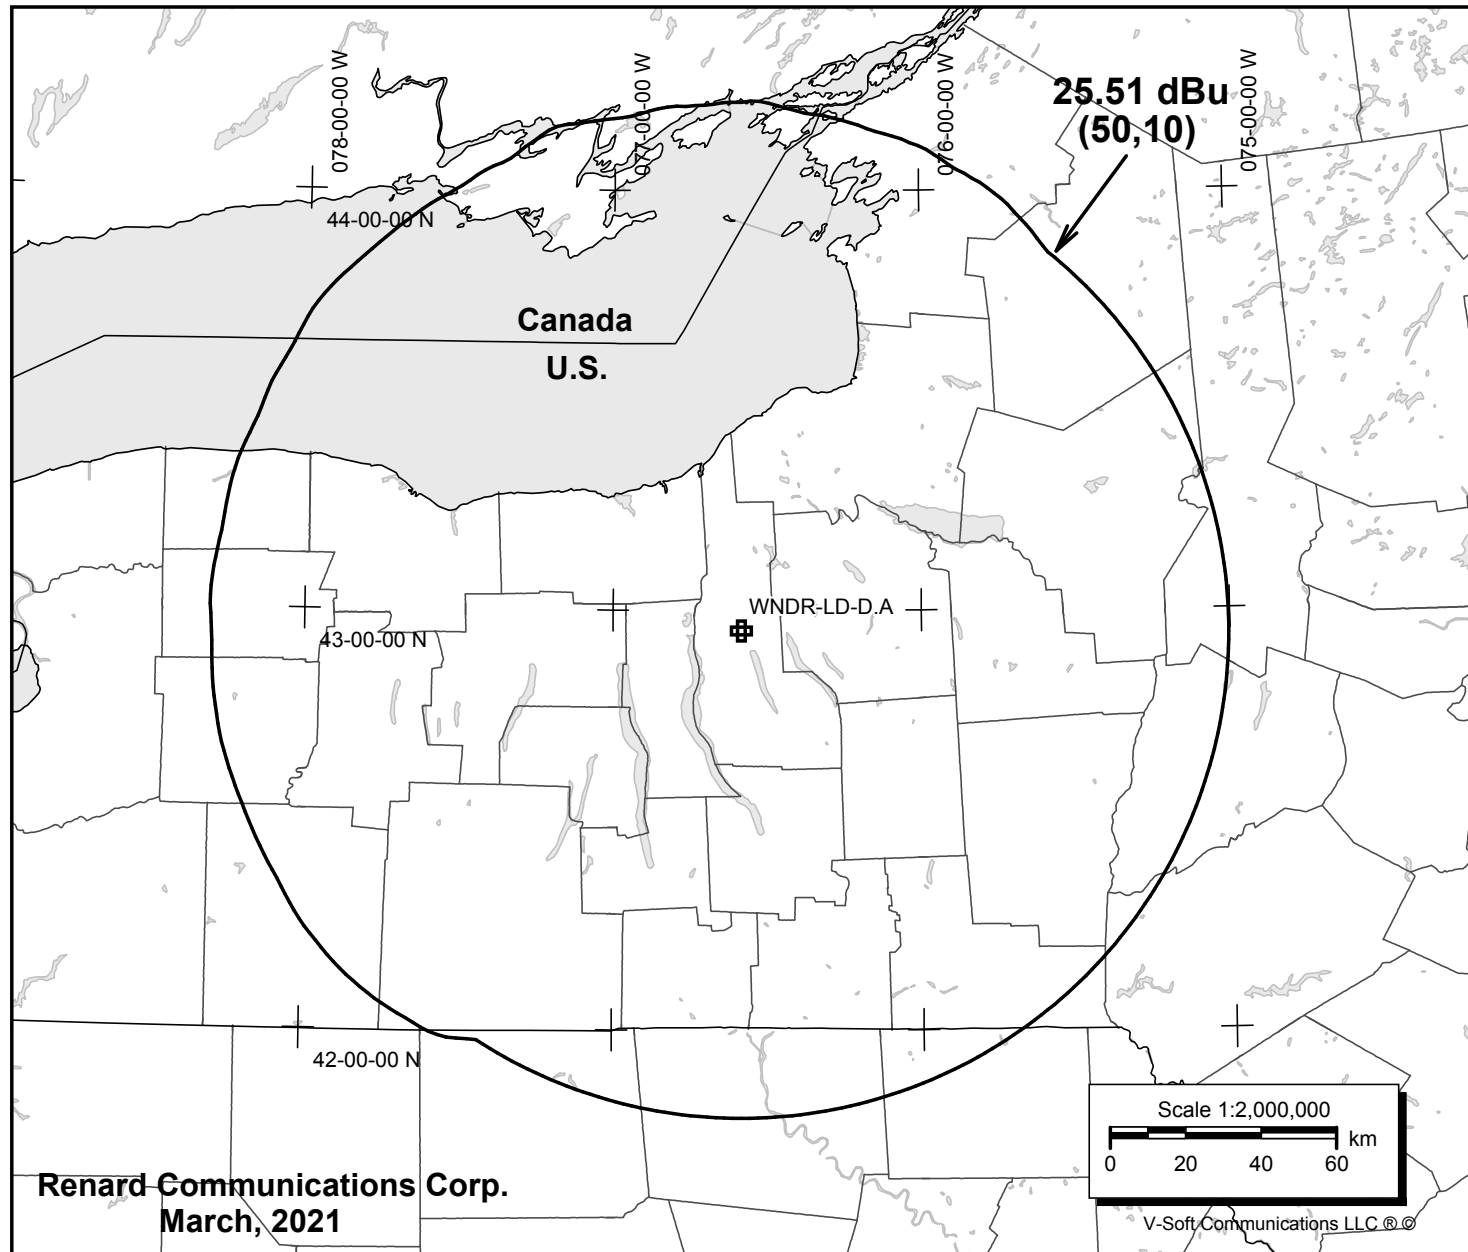 078-00-00 W
077-00-00 W
076-00-00 W
075-00-00 W
25.51 dBu
(50,10)
44-00-00 N
Canada
U.S.
WNDR-LD-D.A
43-00-00 N
42-00-00 N
Scale 1:2,000,000
km
0 20 40 60
Renard Communications Corp.
March, 2021
V-Soft Communications LLC ® ©